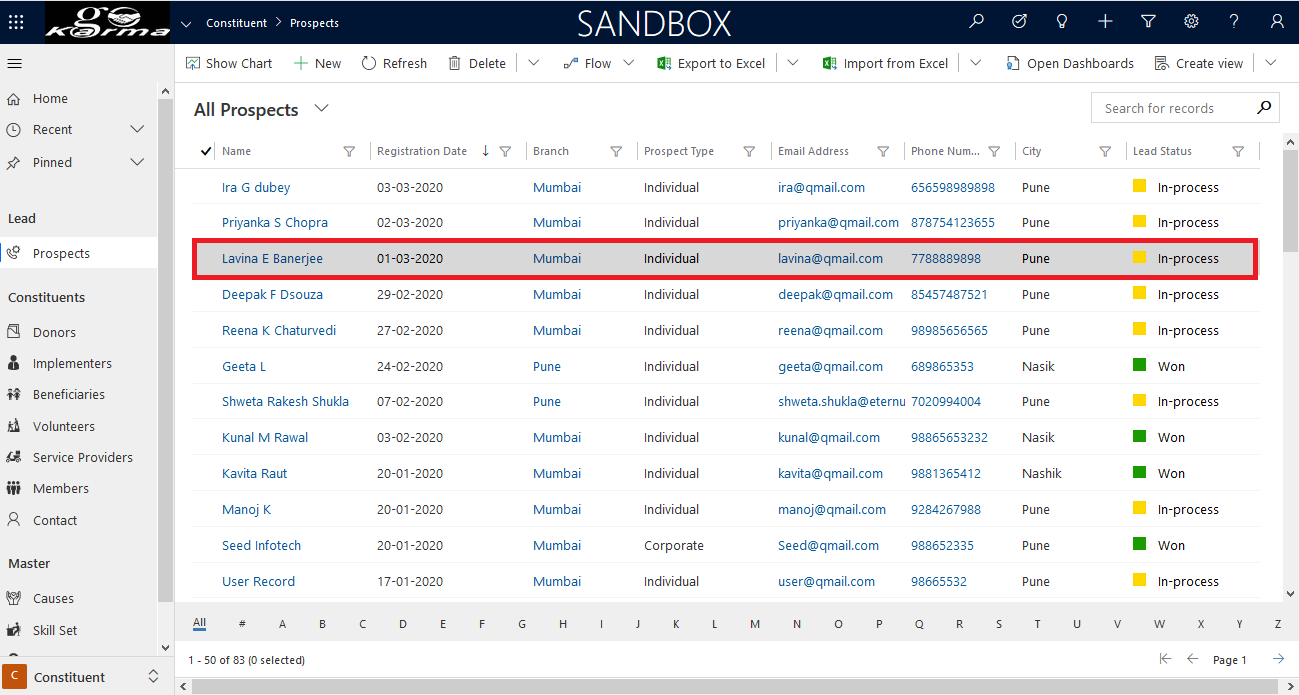 go karma
Constituent > Prospects
SANDBOX
Show Chart New Refresh Delete Flow Export to Excel Import from Excel Open Dashboards Create view
Home
Recent
Pinned
Lead
Prospects
Constituents
Donors
Implementers
Beneficiaries
Volunteers
Service Providers
Members
Contact
Master
Causes
Skill Set
C Constituent
All Prospects
Search for records
Name Registration Date Branch Prospect Type Email Address Phone Num... City Lead Status
Ira G dubey 03-03-2020 Mumbai Individual ira@qmail.com 656598989898 Pune In-process
Priyanka S Chopra 02-03-2020 Mumbai Individual priyanka@qmail.com 878754123655 Pune In-process
Lavina E Banerjee 01-03-2020 Mumbai Individual lavina@qmail.com 7788889898 Pune In-process
Deepak F Dsouza 29-02-2020 Mumbai Individual deepak@qmail.com 85457487521 Pune In-process
Reena K Chaturvedi 27-02-2020 Mumbai Individual reena@qmail.com 98985656565 Pune In-process
Geeta L 24-02-2020 Pune Individual geeta@qmail.com 689865353 Nasik Won
Shweta Rakesh Shukla 07-02-2020 Pune Individual shweta.shukla@eternu 7020994004 Pune In-process
Kunal M Rawal 03-02-2020 Mumbai Individual kunal@qmail.com 98865653232 Nasik Won
Kavita Raut 20-01-2020 Mumbai Individual kavita@qmail.com 9881365412 Nashik Won
Manoj K 20-01-2020 Mumbai Individual manoj@qmail.com 9284267988 Pune In-process
Seed Infotech 20-01-2020 Mumbai Corporate Seed@qmail.com 988652335 Pune Won
User Record 17-01-2020 Mumbai Individual user@qmail.com 98665532 Pune In-process
All # A B C D E F G H I J K L M N O P Q R S T U V W X Y Z
1 - 50 of 83 (0 selected) Page 1